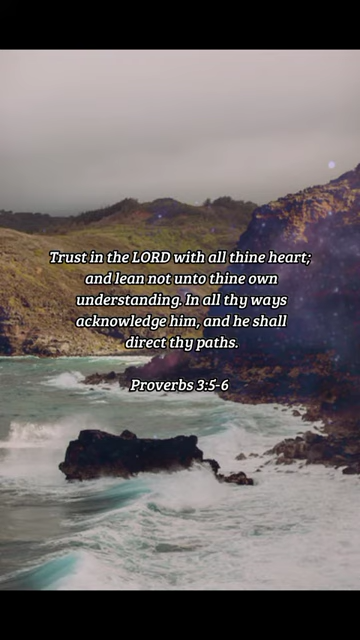 Trust in the LORD with all thine heart;
and lean not unto thine own
understanding. In all thy ways
acknowledge him, and he shall
direct thy paths.
Proverbs 3:5-6